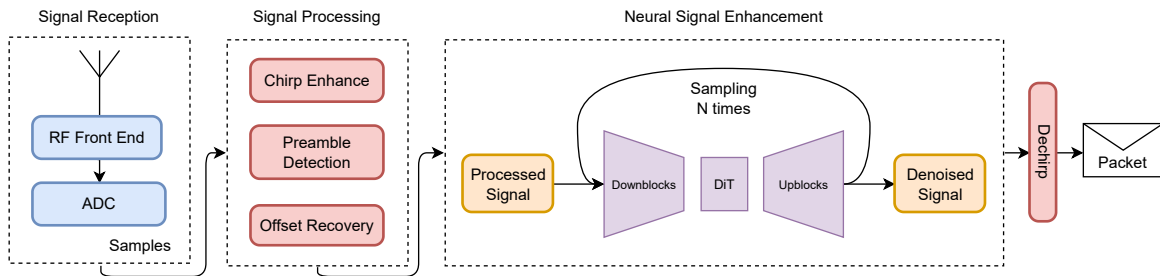 Signal Reception
RF Front End
ADC
Samples
Signal Processing
Chirp Enhance
Preamble
Detection
Offset Recovery
Neural Signal Enhancement
Sampling
N times
Processed
Signal
Downblocks
DiT
Upblocks
Denoised
Signal
Dechirp
Packet